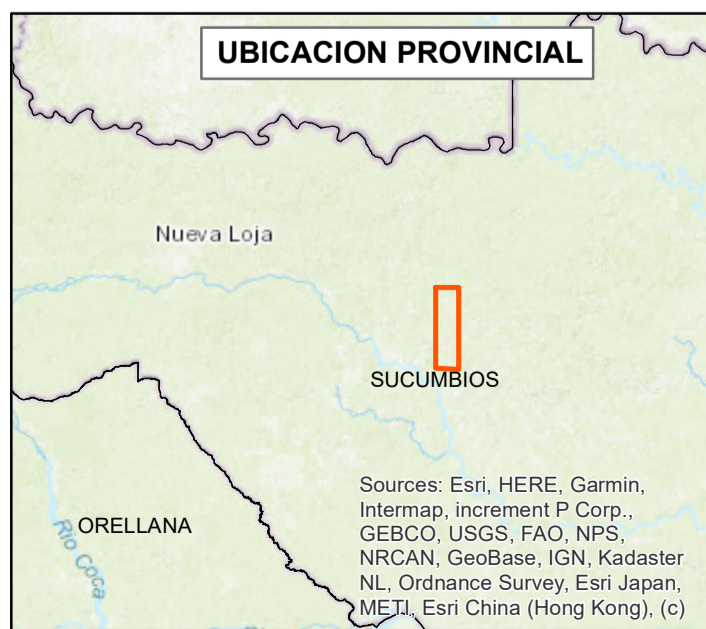 UBICACION PROVINCIAL
Nueva Loja
SUCUMBIOS
ORELLANA
Rio Coca
Sources: Esri, HERE, Garmin,
Intermap, increment P Corp.,
GEBCO, USGS, FAO, NPS,
NRCAN, GeoBase, IGN, Kadaster
NL, Ordnance Survey, Esri Japan,
METI, Esri China (Hong Kong), (c)